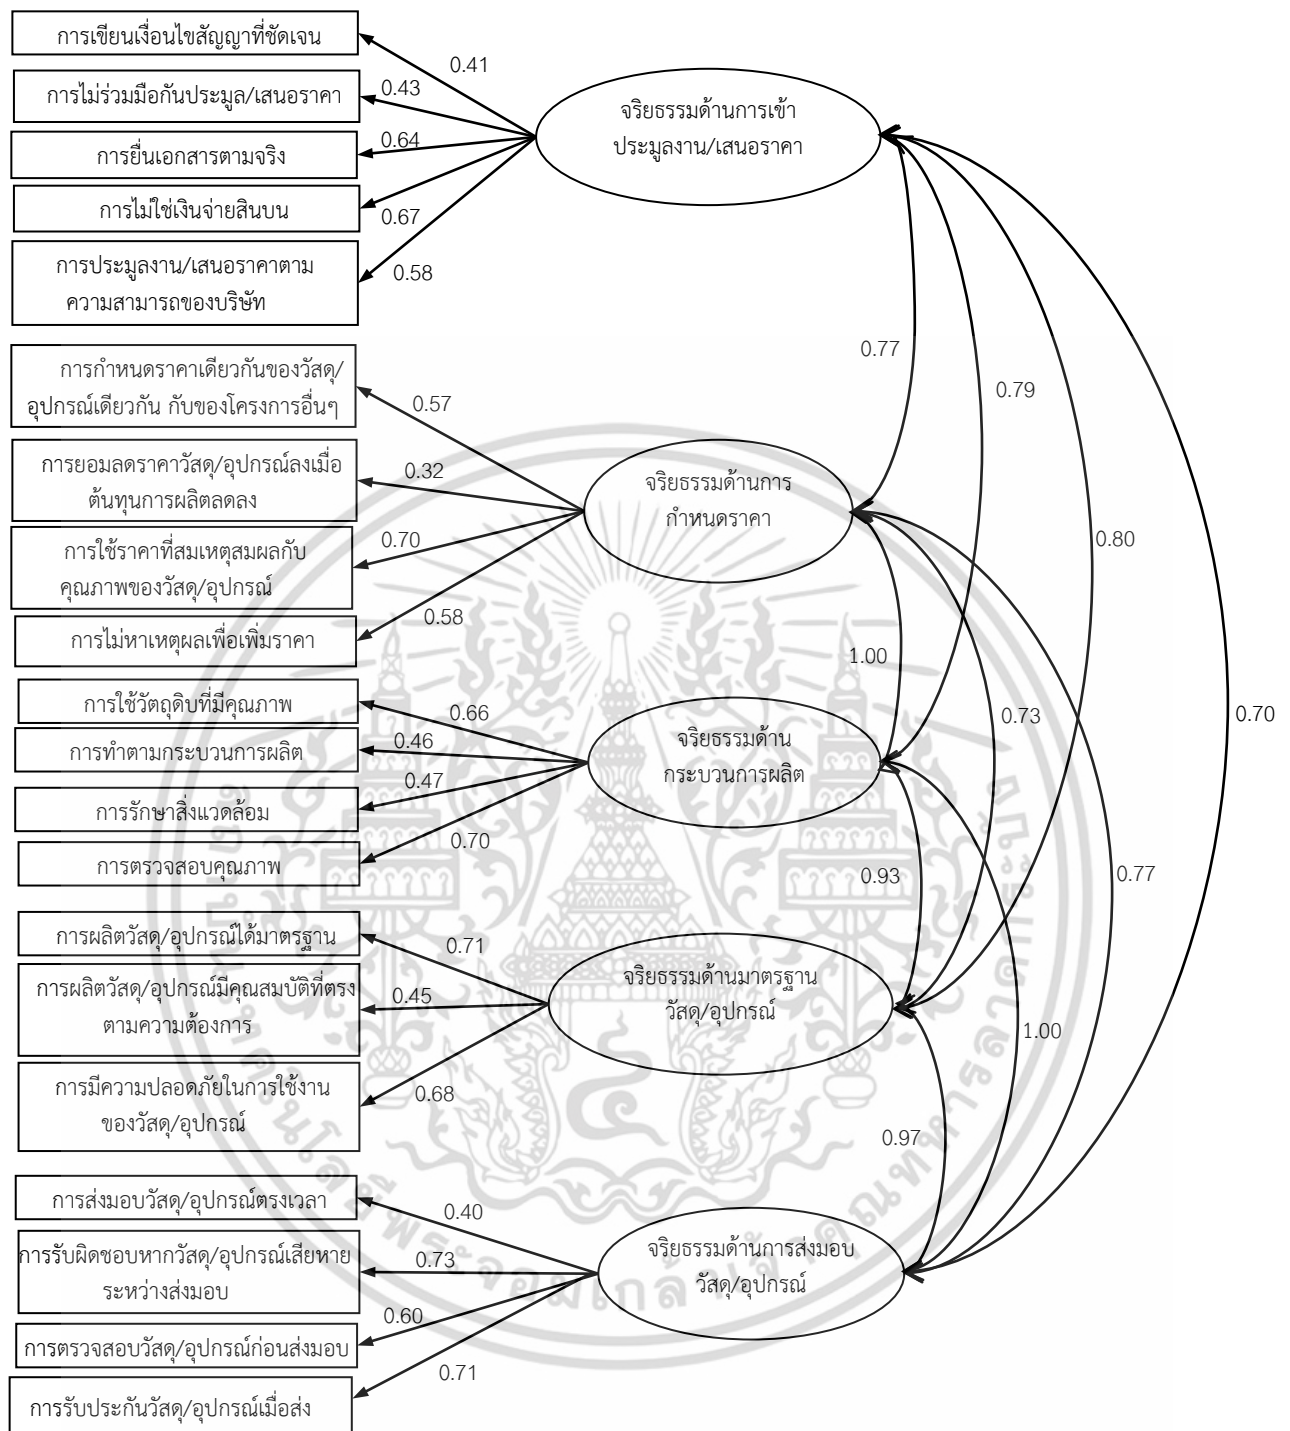 การเขียนเงื่อนไขสัญญาที่ชัดเจน
0.41
การไม่ร่วมมือกันประมูล/เสนอราคา
0.43
การยื่นเอกสารตามจริง
0.64
การไม่ใช่เงินจ่ายสินบน
0.67
การประมูลงาน/เสนอราคาตาม
ความสามารถของบริษัท
0.58
จริยธรรมด้านการเข้า
ประมูลงาน/เสนอราคา
การกำหนดราคาเดียวกันของวัสดุ/
อุปกรณ์เดียวกัน กับของโครงการอื่นๆ
0.57
การยอมลดราคาวัสดุ/อุปกรณ์ลงเมื่อ
ต้นทุนการผลิตลดลง
0.32
การใช้ราคาที่สมเหตุสมผลกับ
คุณภาพของวัสดุ/อุปกรณ์
0.70
การไม่หาเหตุผลเพื่อเพิ่มราคา
0.58
จริยธรรมด้านการ
กำหนดราคา
การใช้วัตถุดิบที่มีคุณภาพ
0.66
การทำตามกระบวนการผลิต
0.46
การรักษาสิ่งแวดล้อม
0.47
การตรวจสอบคุณภาพ
0.70
จริยธรรมด้าน
กระบวนการผลิต
การผลิตวัสดุ/อุปกรณ์ได้มาตรฐาน
0.71
การผลิตวัสดุ/อุปกรณ์มีคุณสมบัติที่ตรง
ตามความต้องการ
0.45
การมีความปลอดภัยในการใช้งาน
ของวัสดุ/อุปกรณ์
0.68
จริยธรรมด้านมาตรฐาน
วัสดุ/อุปกรณ์
การส่งมอบวัสดุ/อุปกรณ์ตรงเวลา
0.40
การรับผิดชอบหากวัสดุ/อุปกรณ์เสียหาย
ระหว่างส่งมอบ
0.73
การตรวจสอบวัสดุ/อุปกรณ์ก่อนส่งมอบ
0.60
การรับประกันวัสดุ/อุปกรณ์เมื่อส่ง
0.71
จริยธรรมด้านการส่งมอบ
วัสดุ/อุปกรณ์
0.77
0.79
0.80
0.70
1.00
0.73
0.77
0.93
1.00
0.97
พระจอมเกล้าเจ้าคุณทหารลาดกระบัง